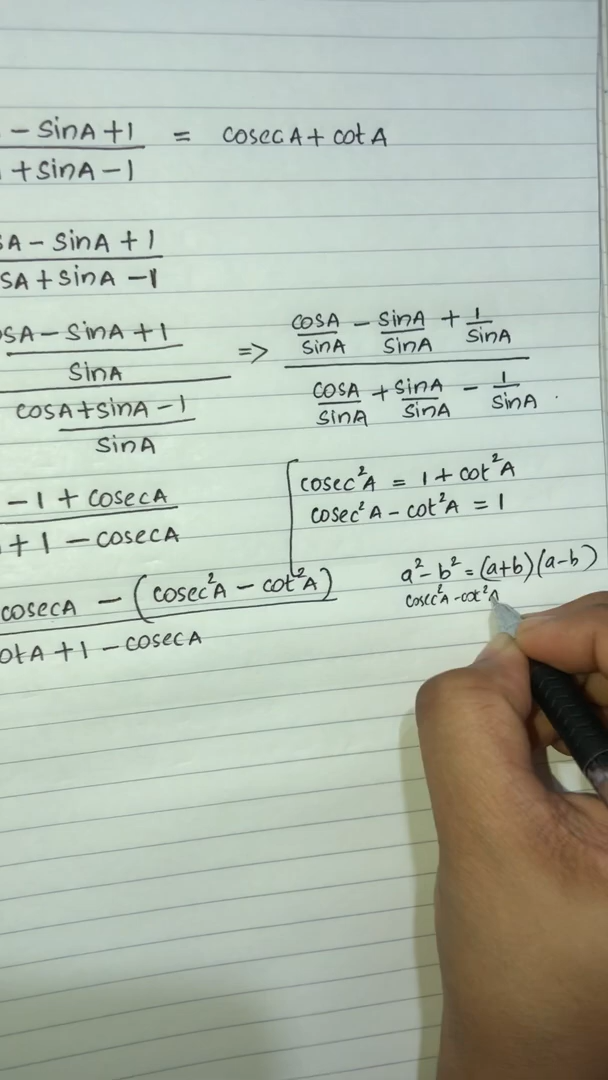 - sinA + 1 = cosecA + cotA
+ sinA - 1
SA - sinA + 1
SA + sinA - 1
SA - sinA + 1
sinA
cosA + sinA - 1
sinA
=> cosA/sinA - sinA/sinA + 1/sinA
cosA/sinA + sinA/sinA - 1/sinA .
- 1 + cosecA
+ 1 - cosecA
cosec²A = 1 + cot²A
cosec²A - cot²A = 1
cosecA - (cosec²A - cot²A)
otA + 1 - cosecA
a² - b² = (a+b)(a-b)
cosec²A - cot²A